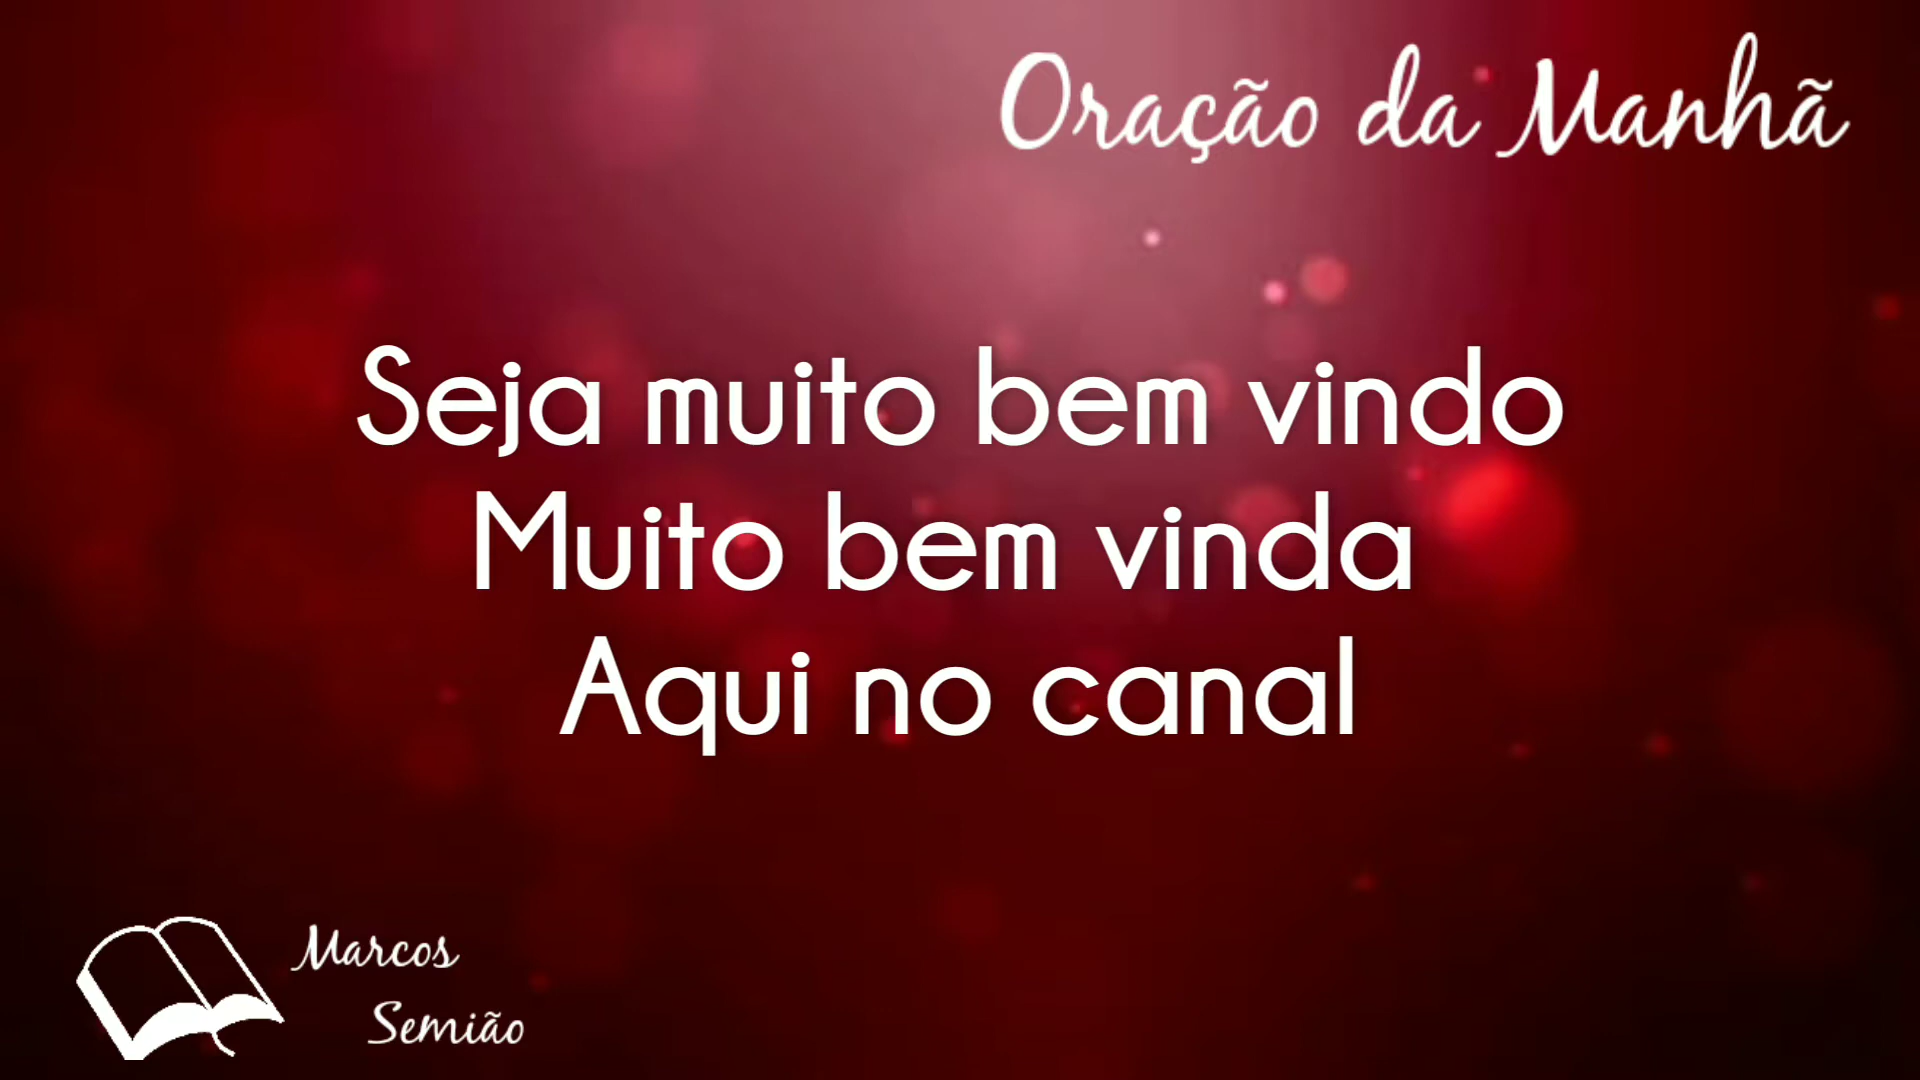 Oração da Manhã
Seja muito bem vindo
Muito bem vinda
Aqui no canal
Marcos
Semião